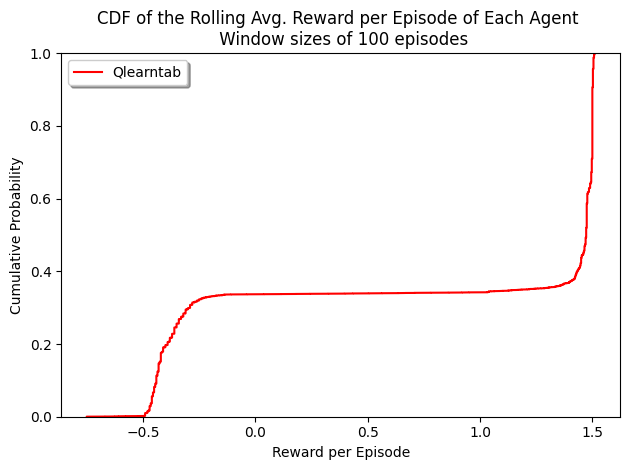 CDF of the Rolling Avg. Reward per Episode of Each Agent
Window sizes of 100 episodes
Qlearntab
1.0
0.8
0.6
0.4
0.2
0.0
Cumulative Probability
−0.5 0.0 0.5 1.0 1.5
Reward per Episode